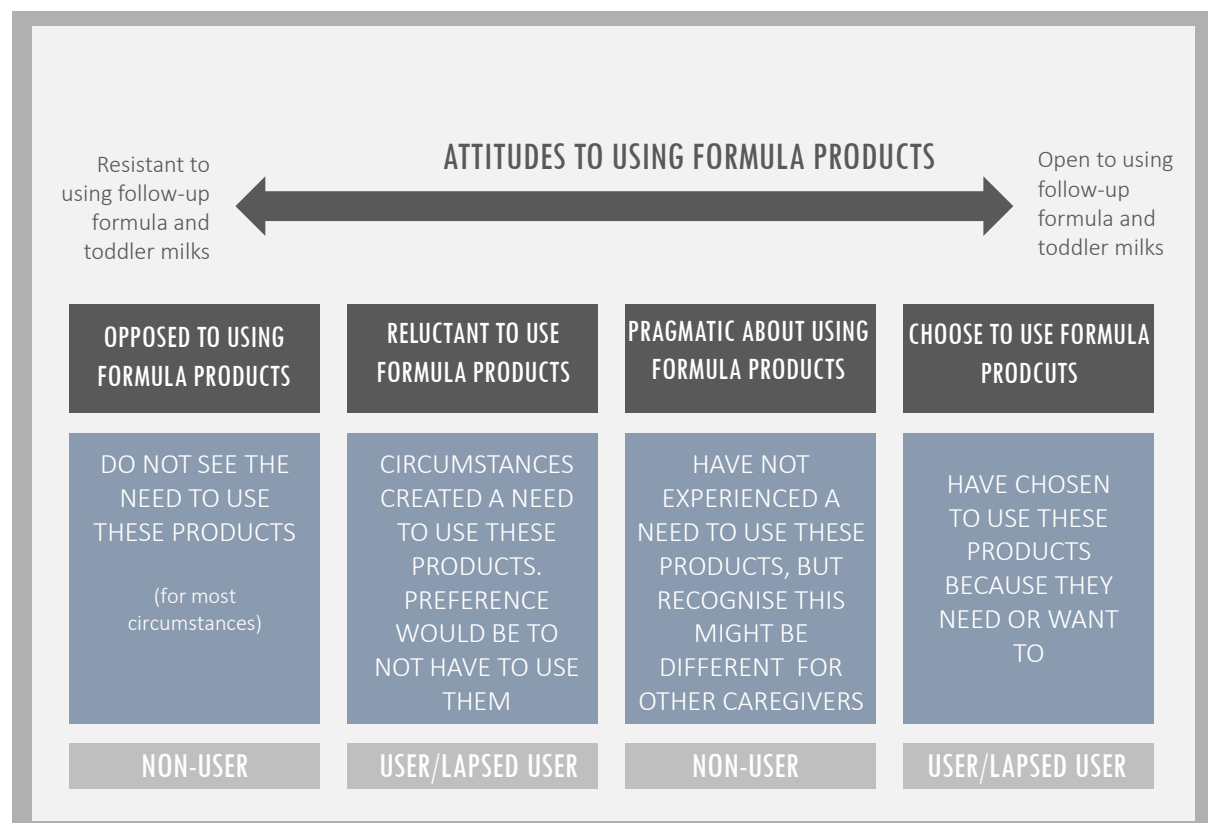 ATTITUDES TO USING FORMULA PRODUCTS
Resistant to
using follow-up
formula and
toddler milks
Open to using
follow-up
formula and
toddler milks
OPPOSED TO USING
FORMULA PRODUCTS
DO NOT SEE THE
NEED TO USE
THESE PRODUCTS
(for most
circumstances)
NON-USER
RELUCTANT TO USE
FORMULA PRODUCTS
CIRCUMSTANCES
CREATED A NEED
TO USE THESE
PRODUCTS.
PREFERENCE
WOULD BE TO
NOT HAVE TO USE
THEM
USER/LAPSED USER
PRAGMATIC ABOUT USING
FORMULA PRODUCTS
HAVE NOT
EXPERIENCED A
NEED TO USE THESE
PRODUCTS, BUT
RECOGNISE THIS
MIGHT BE
DIFFERENT FOR
OTHER CAREGIVERS
NON-USER
CHOOSE TO USE FORMULA
PRODCUTS
HAVE CHOSEN
TO USE THESE
PRODUCTS
BECAUSE THEY
NEED OR WANT
TO
USER/LAPSED USER